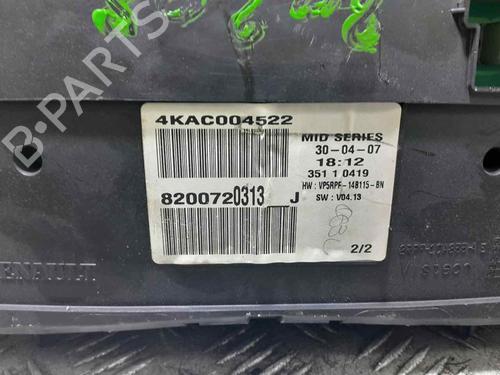 B-PARTS
4KAC004522
MID SERIES
30-04-07
18:12
351 1 0419
HW : VP5RPF-14B115-BN
SW : V04.13
8200720313__J
2/2
RENAULT
Visteon